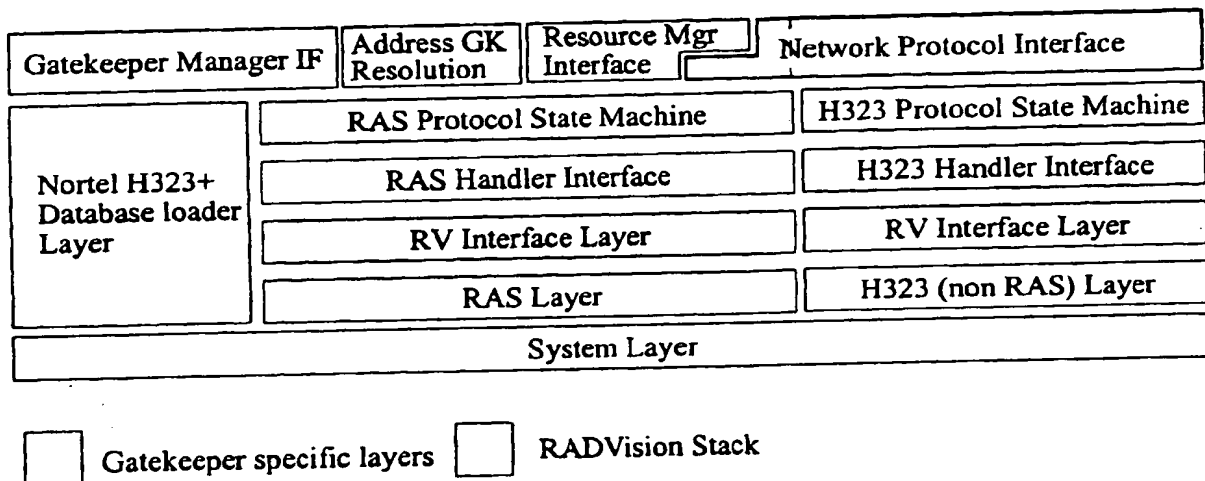 Gatekeeper Manager IF
Address GK
Resolution
Resource Mgr
Interface
Network Protocol Interface
Nortel H323+
Database loader
Layer
RAS Protocol State Machine
H323 Protocol State Machine
RAS Handler Interface
H323 Handler Interface
RV Interface Layer
RV Interface Layer
RAS Layer
H323 (non RAS) Layer
System Layer
Gatekeeper specific layers
RADVision Stack